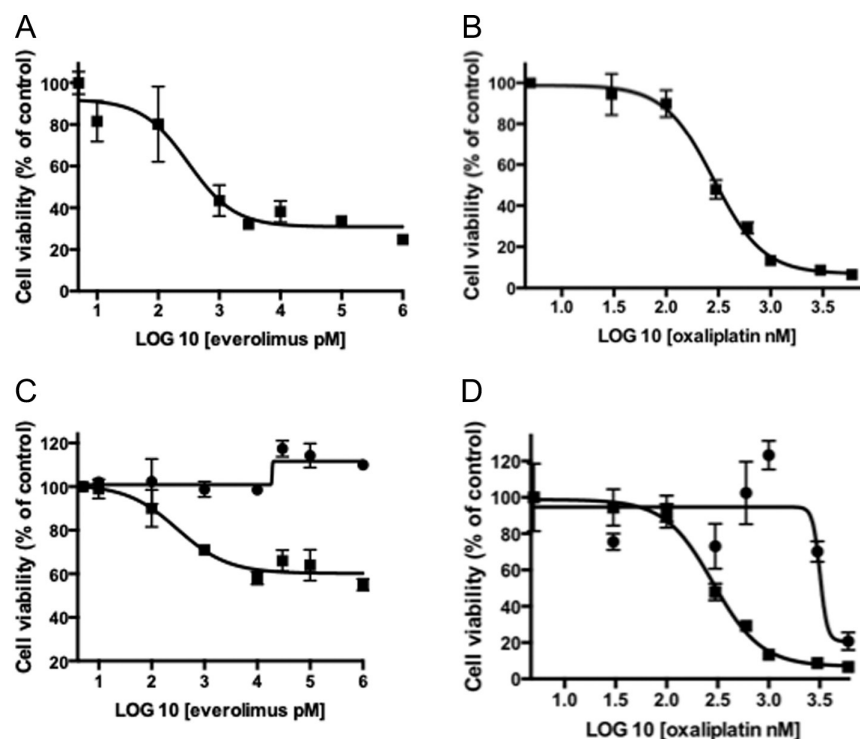 A
Cell viability (% of control)
100
80
60
40
20
0
1 2 3 4 5 6
LOG 10 [everolimus pM]
B
Cell viability (% of control)
100
80
60
40
20
0
1.0 1.5 2.0 2.5 3.0 3.5
LOG 10 [oxaliplatin nM]
C
Cell viability (% of control)
120
100
80
60
40
20
1 2 3 4 5 6
LOG 10 [everolimus pM]
D
Cell viability (% of control)
120
100
80
60
40
20
0
1.0 1.5 2.0 2.5 3.0 3.5
LOG 10 [oxaliplatin nM]